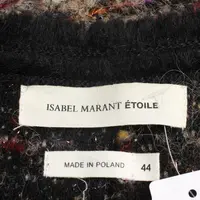 ISABEL MARANT ÉTOILE
MADE IN POLAND
44